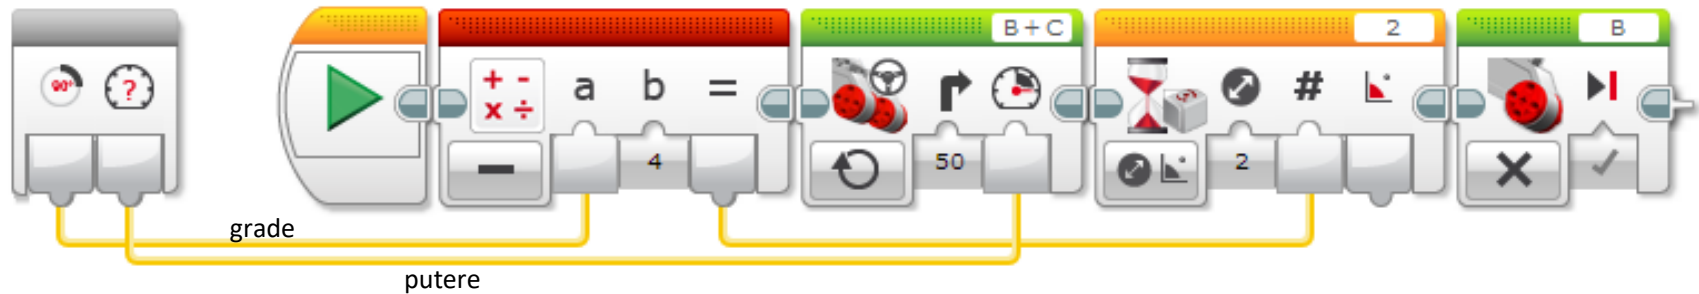 B + C
2
B
90°
?
+ -
x ÷
a b =
#
4
50
2
grade
putere